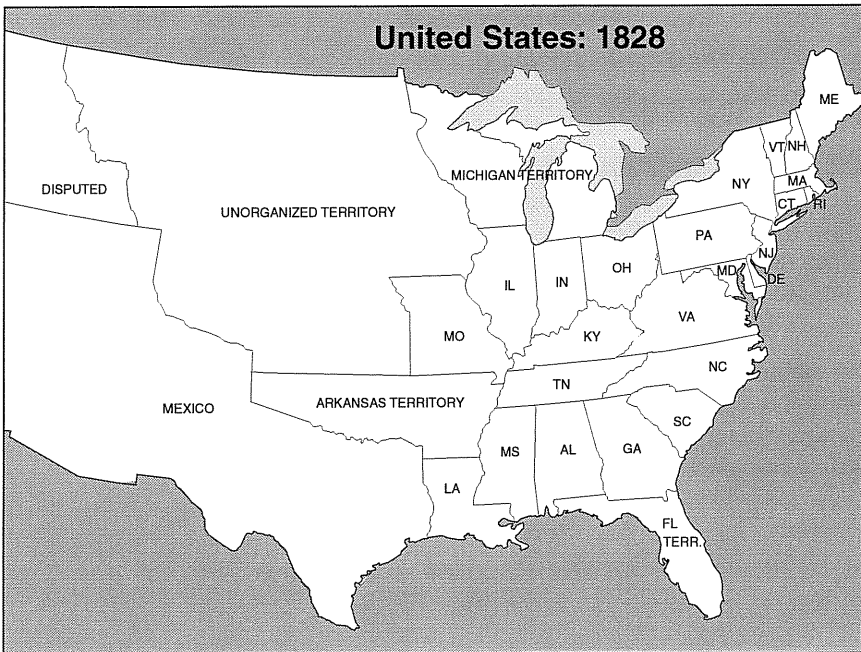 United States: 1828
ME
VT NH
MICHIGAN TERRITORY
MA
NY
DISPUTED
CT RI
UNORGANIZED TERRITORY
PA
NJ
OH
MD
IL
IN
DE
VA
MO
KY
NC
TN
ARKANSAS TERRITORY
MEXICO
SC
MS
AL
GA
LA
FL
TERR.